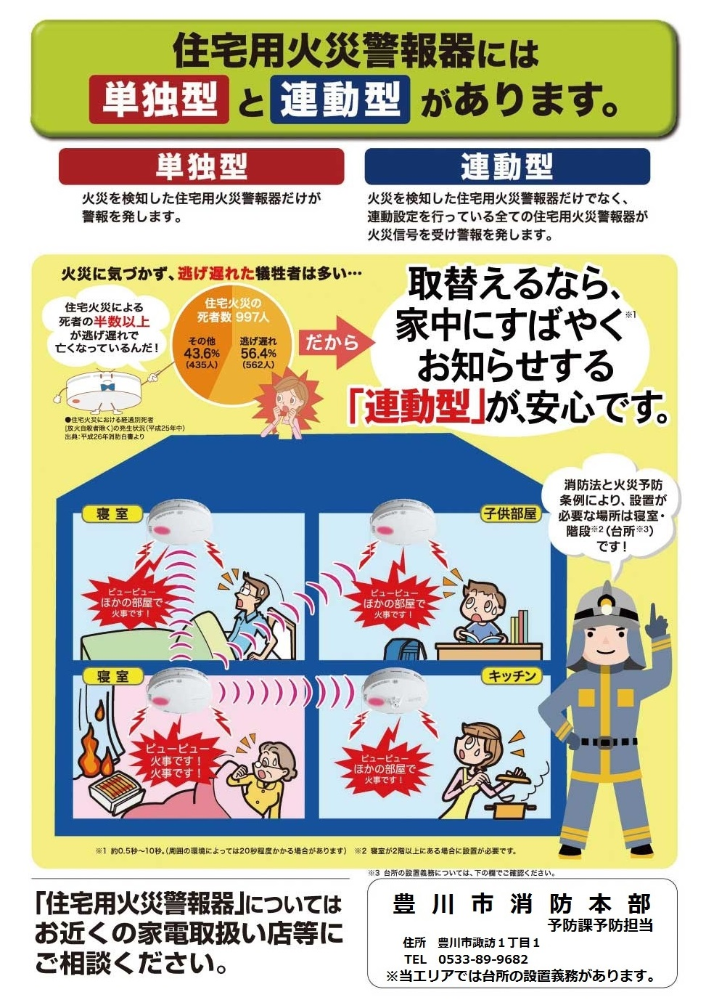 住宅用火災警報器には
単独型と連動型があります。
単独型
火災を検知した住宅用火災警報器だけが
警報を発します。
連動型
火災を検知した住宅用火災警報器だけでなく、
連動設定を行っている全ての住宅用火災警報器が
火災信号を受け警報を発します。
火災に気づかず、逃げ遅れた犠牲者は多い…
住宅火災による
死者の半数以上
が逃げ遅れで
亡くなっているんだ!
住宅火災の
死者数 997人
その他
43.6%
(435人)
逃げ遅れ
56.4%
(562人)
●住宅火災における経過別死者
[放火自殺者除く]の発生状況(平成25年中)
出典:平成26年消防白書より
だから
取替えるなら、
家中にすばやく※1
お知らせする
「連動型」が、安心です。
消防法と火災予防
条例により、設置が
必要な場所は寝室・
階段※2(台所※3)
です!
寝室
ピューピュー
ほかの部屋で
火事です!
子供部屋
ピューピュー
ほかの部屋で
火事です!
寝室
ピューピュー
火事です!
火事です!
キッチン
ピューピュー
ほかの部屋で
火事です!
※1 約0.5秒〜10秒。(周囲の環境によっては20秒程度かかる場合があります) ※2 寝室が2階以上にある場合に設置が必要です。
※3 台所の設置義務については、下の欄でご確認ください。
「住宅用火災警報器」については
お近くの家電取扱い店等に
ご相談ください。
豊川市消防本部
予防課予防担当
住所 豊川市諏訪1丁目1
TEL 0533-89-9682
※当エリアでは台所の設置義務があります。